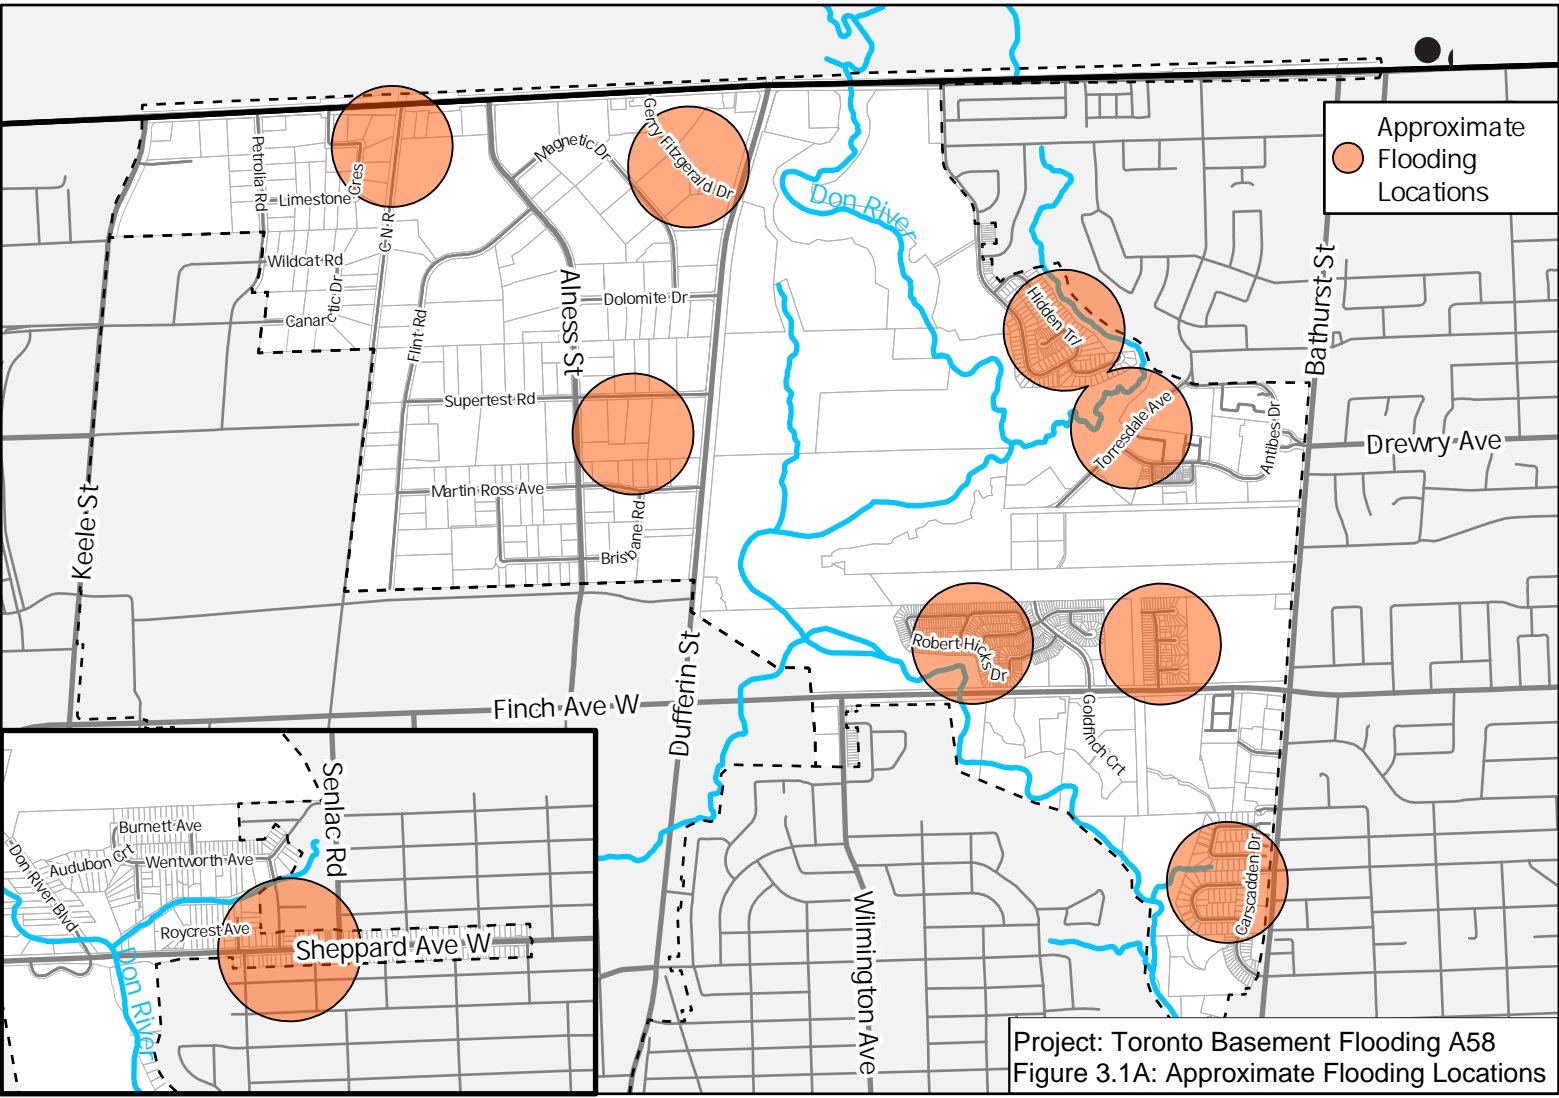 Approximate
Flooding
Locations
Petrolia Rd
Limestone Cres
C-N-R
Wildcat Rd
Canarctic Dr
Flint Rd
Magnetic Dr
Gerry Fitzgerald Dr
Alness St
Dolomite Dr
Supertest Rd
Martin Ross Ave
Brisbane Rd
Keele St
Dufferin St
Finch Ave W
Don River
Hidden Trl
Torresdale Ave
Antibes Dr
Bathurst St
Drewry Ave
Robert Hicks Dr
Goldfinch Crt
Carscadden Dr
Wilmington Ave
Senlac Rd
Burnett Ave
Audubon Crt
Wentworth Ave
Don River Blvd
Roycrest Ave
Sheppard Ave W
Don River
Project: Toronto Basement Flooding A58
Figure 3.1A: Approximate Flooding Locations